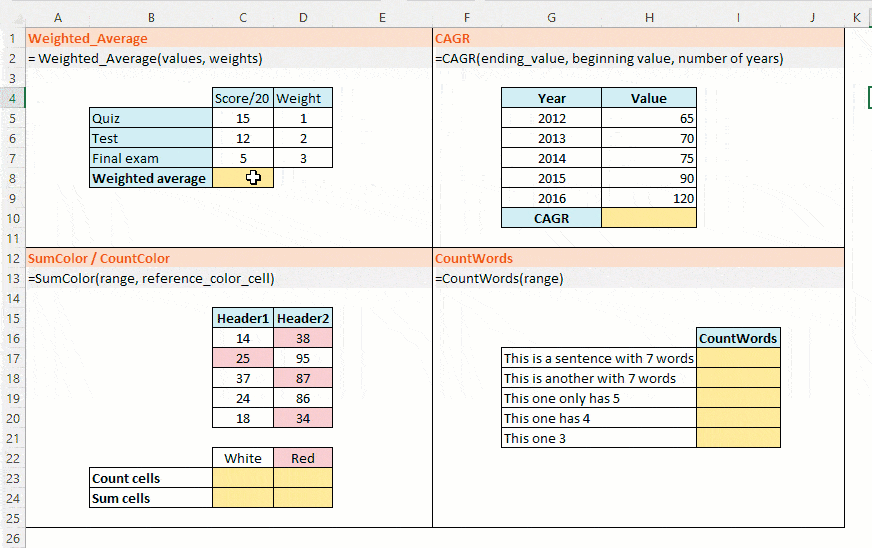 A B C D E F G H I J K
1 Weighted_Average CAGR
2 = Weighted_Average(values, weights) =CAGR(ending_value, beginning value, number of years)
3
4 Score/20 Weight Year Value
5 Quiz 15 1 2012 65
6 Test 12 2 2013 70
7 Final exam 5 3 2014 75
8 Weighted average 2015 90
9 2016 120
10 CAGR
11
12 SumColor / CountColor CountWords
13 =SumColor(range, reference_color_cell) =CountWords(range)
14
15 Header1 Header2
16 14 38 CountWords
17 25 95 This is a sentence with 7 words
18 37 87 This is another with 7 words
19 24 86 This one only has 5
20 18 34 This one has 4
21 This one 3
22 White Red
23 Count cells
24 Sum cells
25
26